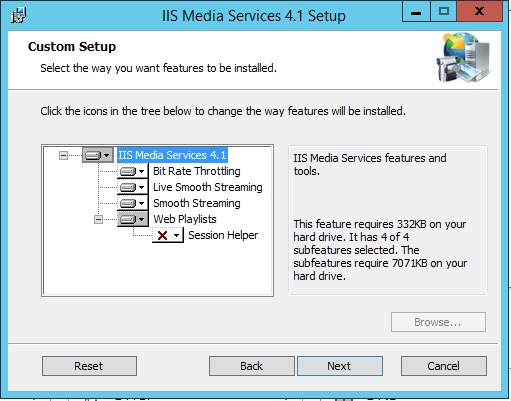 IIS Media Services 4.1 Setup
Custom Setup
Select the way you want features to be installed.
Click the icons in the tree below to change the way features will be installed.
IIS Media Services 4.1
Bit Rate Throttling
Live Smooth Streaming
Smooth Streaming
Web Playlists
Session Helper
IIS Media Services features and
tools.
This feature requires 332KB on your
hard drive. It has 4 of 4
subfeatures selected. The
subfeatures require 7071KB on your
hard drive.
Browse...
Reset
Back
Next
Cancel